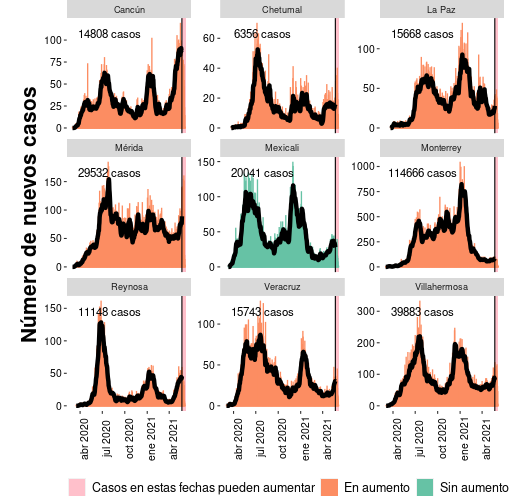 Número de nuevos casos
Cancún
Chetumal
La Paz
14808 casos
6356 casos
15668 casos
100
75
50
25
0
60
40
20
0
100
50
0
Mérida
Mexicali
Monterrey
29532 casos
20041 casos
114666 casos
150
100
50
0
150
100
50
0
1000
750
500
250
0
Reynosa
Veracruz
Villahermosa
11148 casos
15743 casos
39883 casos
150
100
50
0
100
50
0
300
200
100
0
abr 2020
jul 2020
oct 2020
ene 2021
abr 2021
abr 2020
jul 2020
oct 2020
ene 2021
abr 2021
abr 2020
jul 2020
oct 2020
ene 2021
abr 2021
Casos en estas fechas pueden aumentar
En aumento
Sin aumento